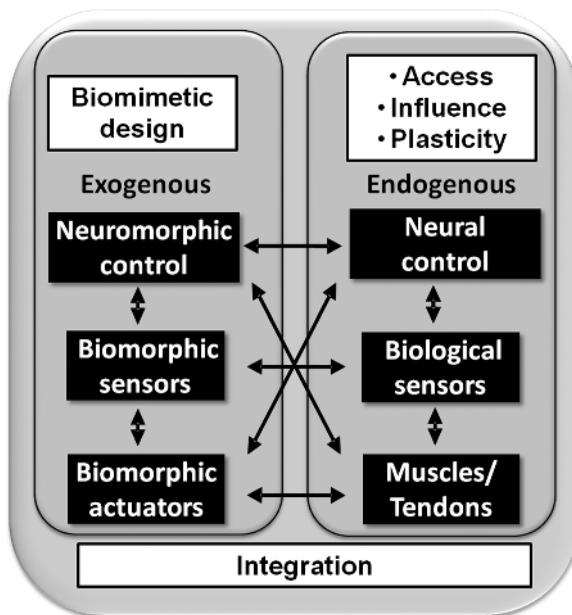 Biomimetic
design
Exogenous
Neuromorphic
control
Biomorphic
sensors
Biomorphic
actuators
• Access
• Influence
• Plasticity
Endogenous
Neural
control
Biological
sensors
Muscles/
Tendons
Integration